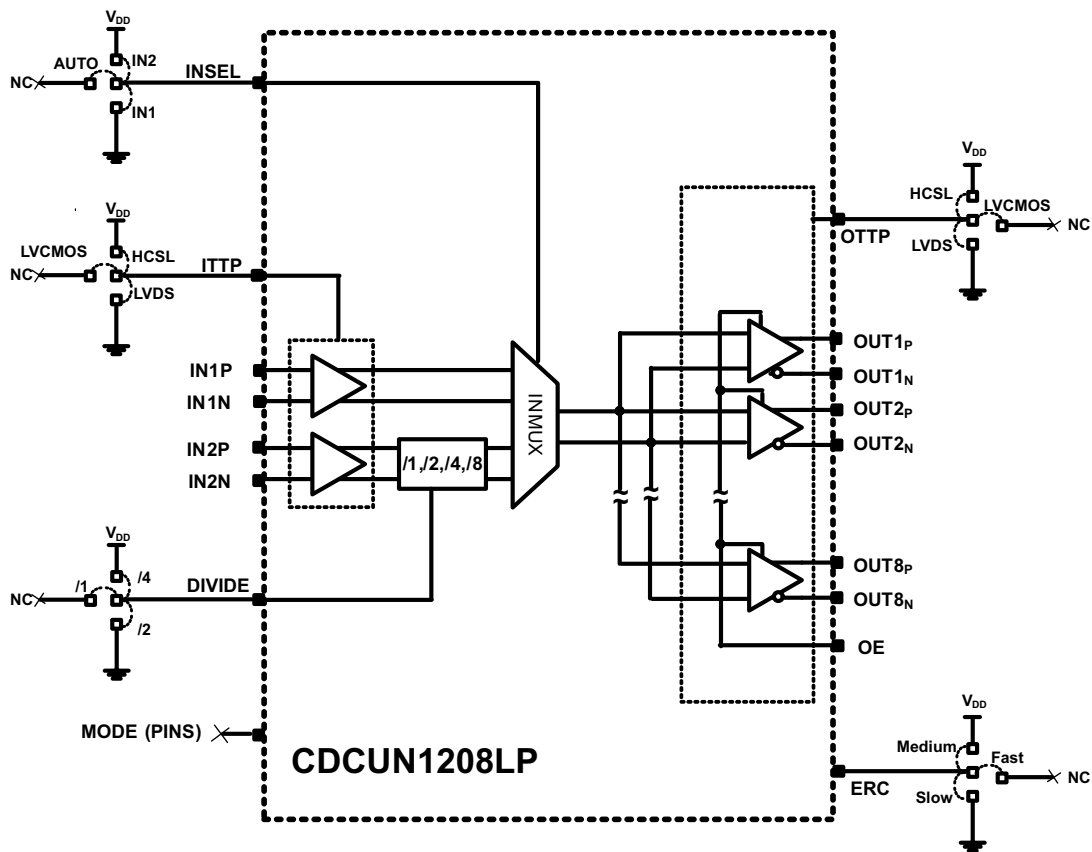 VDD
AUTO
IN2
INSEL
NC
IN1
VDD
LVCMOS
HCSL
ITTP
NC
LVDS
IN1P
IN1N
IN2P
IN2N
/1,/2,/4,/8
INMUX
VDD
/1
/4
DIVIDE
NC
/2
MODE (PINS)
CDCUN1208LP
VDD
HCSL
LVCMOS
OTTP
NC
LVDS
OUT1P
OUT1N
OUT2P
OUT2N
OUT8P
OUT8N
OE
VDD
Medium
Fast
ERC
NC
Slow